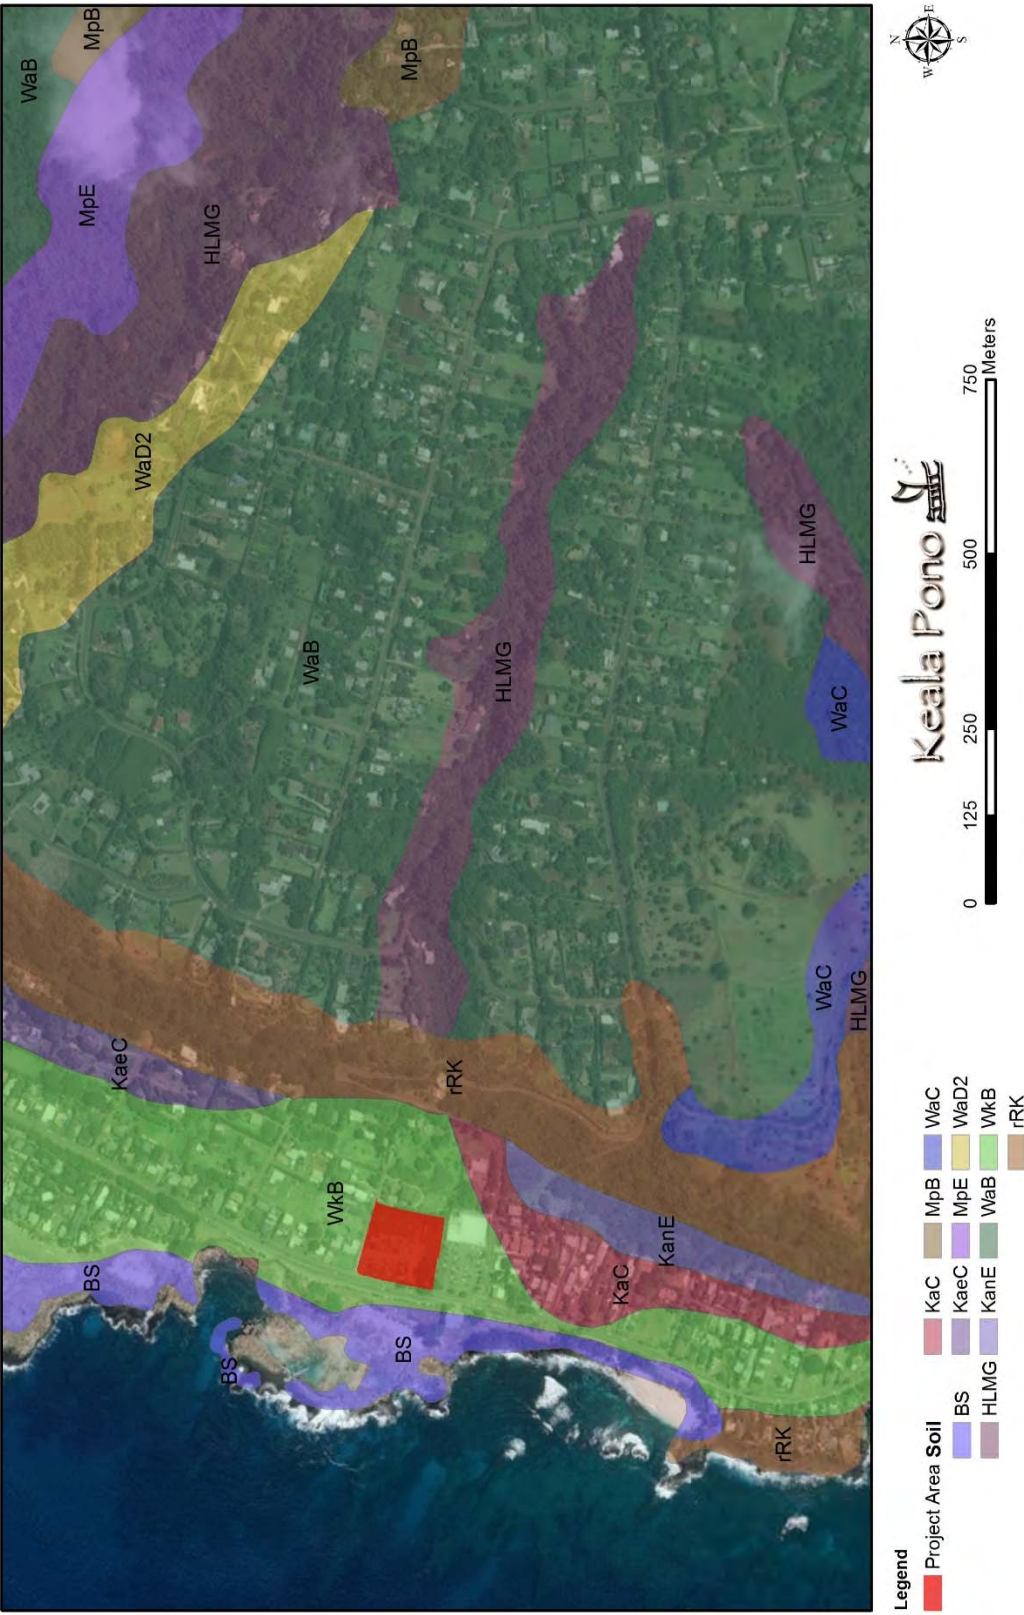 WaB
MpE
BS
MpB
KaeC
WaD2
HLMG
BS
WaB
WkB
BS
MpB
rRK
HLMG
KaC
KanE
rRK
HLMG
WaC
WaC
HLMG
Legend
Project Area
Soil
BS
HLMG
KaC
KaeC
KanE
MpB
MpE
WaB
WaC
WaD2
WkB
rRK
Keala Pono
0 125 250 500 750
Meters
N
W
E
S